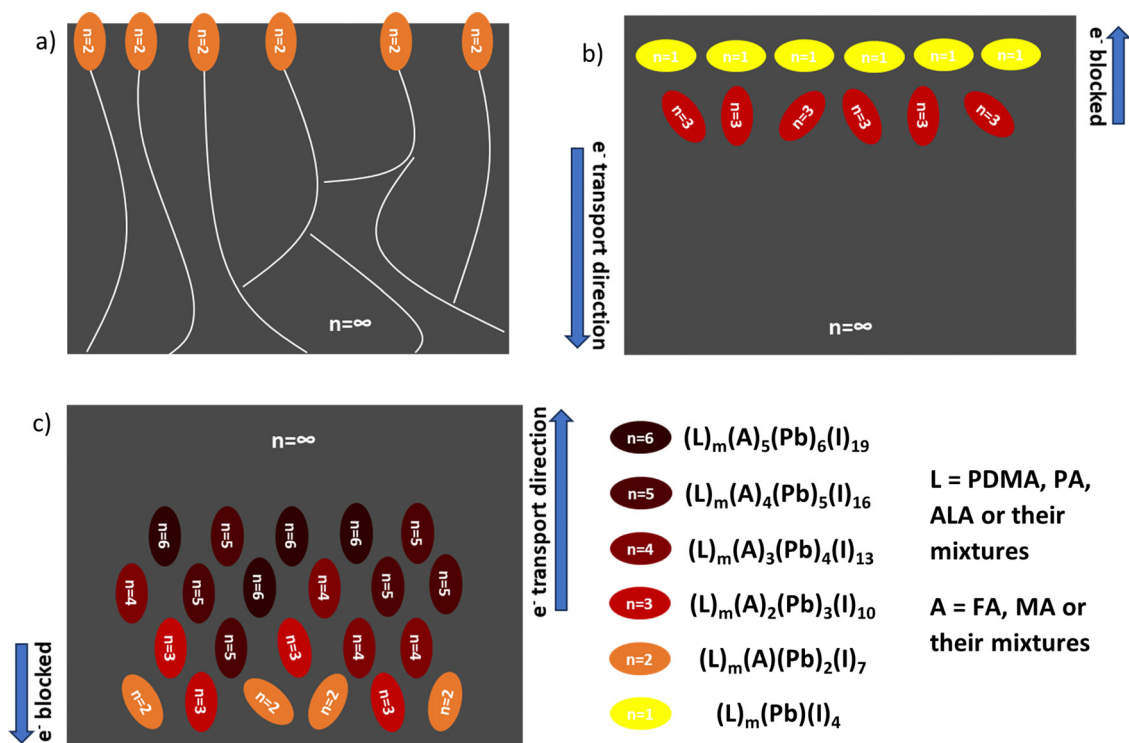 a)
n=2
n=2
n=2
n=2
n=2
n=2
n=∞
b)
n=1
n=1
n=1
n=1
n=1
n=1
n=3
n=3
n=3
n=3
n=3
n=3
n=∞
e⁻ blocked
e⁻ transport direction
c)
n=∞
n=6
n=5
n=6
n=6
n=5
n=4
n=5
n=6
n=4
n=5
n=5
n=3
n=5
n=3
n=4
n=4
n=2
n=3
n=2
n=2
n=3
n=2
e⁻ blocked
e⁻ transport direction
n=6 (L)ₘ(A)₅(Pb)₆(I)₁₉
n=5 (L)ₘ(A)₄(Pb)₅(I)₁₆
n=4 (L)ₘ(A)₃(Pb)₄(I)₁₃
n=3 (L)ₘ(A)₂(Pb)₃(I)₁₀
n=2 (L)ₘ(A)(Pb)₂(I)₇
n=1 (L)ₘ(Pb)(I)₄
L = PDMA, PA,
ALA or their
mixtures
A = FA, MA or
their mixtures